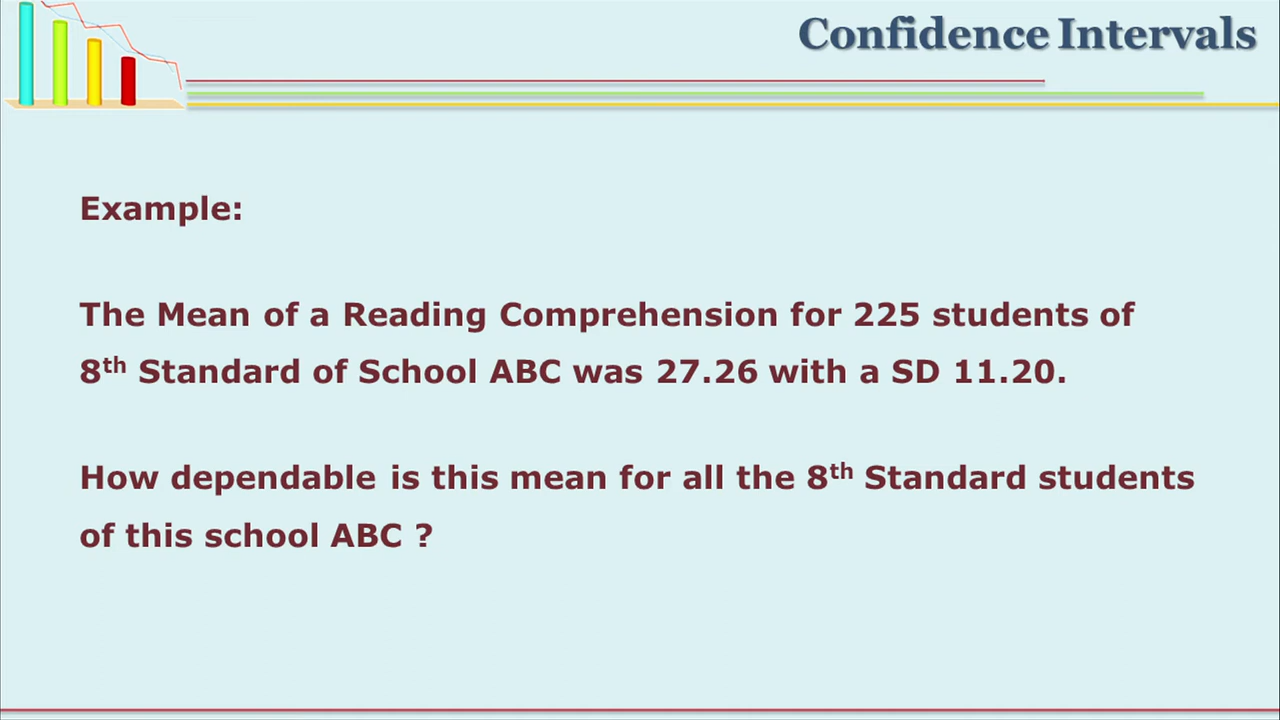 Confidence Intervals
Example:
The Mean of a Reading Comprehension for 225 students of
8th Standard of School ABC was 27.26 with a SD 11.20.
How dependable is this mean for all the 8th Standard students
of this school ABC ?